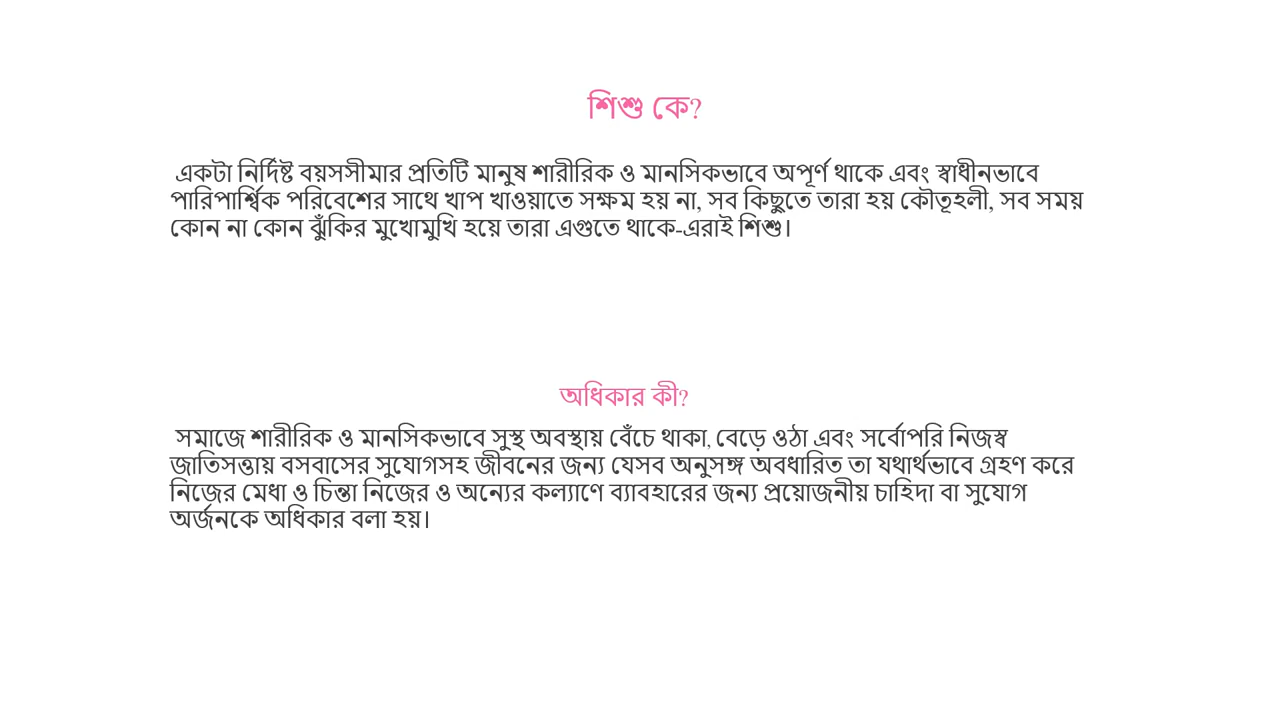 শিশু কে?
একটা নির্দিষ্ট বয়সসীমার প্রতিটি মানুষ শারীরিক ও মানসিকভাবে অপূর্ণ থাকে এবং স্বাধীনভাবে
পারিপার্শ্বিক পরিবেশের সাথে খাপ খাওয়াতে সক্ষম হয় না, সব কিছুতে তারা হয় কৌতূহলী, সব সময়
কোন না কোন ঝুঁকির মুখোমুখি হয়ে তারা এগুতে থাকে-এরাই শিশু।
অধিকার কী?
সমাজে শারীরিক ও মানসিকভাবে সুস্থ অবস্থায় বেঁচে থাকা, বেড়ে ওঠা এবং সর্বোপরি নিজস্ব
জাতিসত্তায় বসবাসের সুযোগসহ জীবনের জন্য যেসব অনুসঙ্গ অবধারিত তা যথার্থভাবে গ্রহণ করে
নিজের মেধা ও চিন্তা নিজের ও অন্যের কল্যাণে ব্যাবহারের জন্য প্রয়োজনীয় চাহিদা বা সুযোগ
অর্জনকে অধিকার বলা হয়।